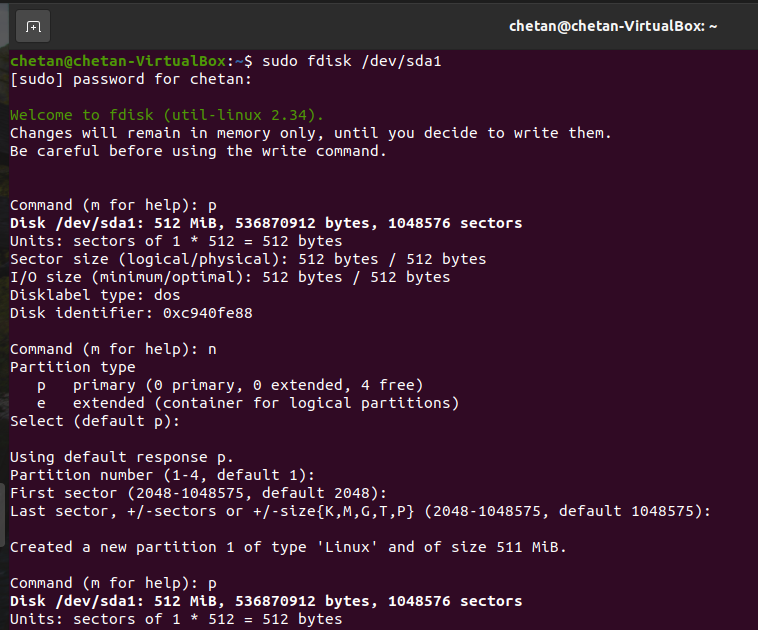 chetan@chetan-VirtualBox: ~
chetan@chetan-VirtualBox:~$ sudo fdisk /dev/sda1
[sudo] password for chetan:
Welcome to fdisk (util-linux 2.34).
Changes will remain in memory only, until you decide to write them.
Be careful before using the write command.
Command (m for help): p
Disk /dev/sda1: 512 MiB, 536870912 bytes, 1048576 sectors
Units: sectors of 1 * 512 = 512 bytes
Sector size (logical/physical): 512 bytes / 512 bytes
I/O size (minimum/optimal): 512 bytes / 512 bytes
Disklabel type: dos
Disk identifier: 0xc940fe88
Command (m for help): n
Partition type
   p   primary (0 primary, 0 extended, 4 free)
   e   extended (container for logical partitions)
Select (default p):
Using default response p.
Partition number (1-4, default 1):
First sector (2048-1048575, default 2048):
Last sector, +/-sectors or +/-size{K,M,G,T,P} (2048-1048575, default 1048575):
Created a new partition 1 of type 'Linux' and of size 511 MiB.
Command (m for help): p
Disk /dev/sda1: 512 MiB, 536870912 bytes, 1048576 sectors
Units: sectors of 1 * 512 = 512 bytes